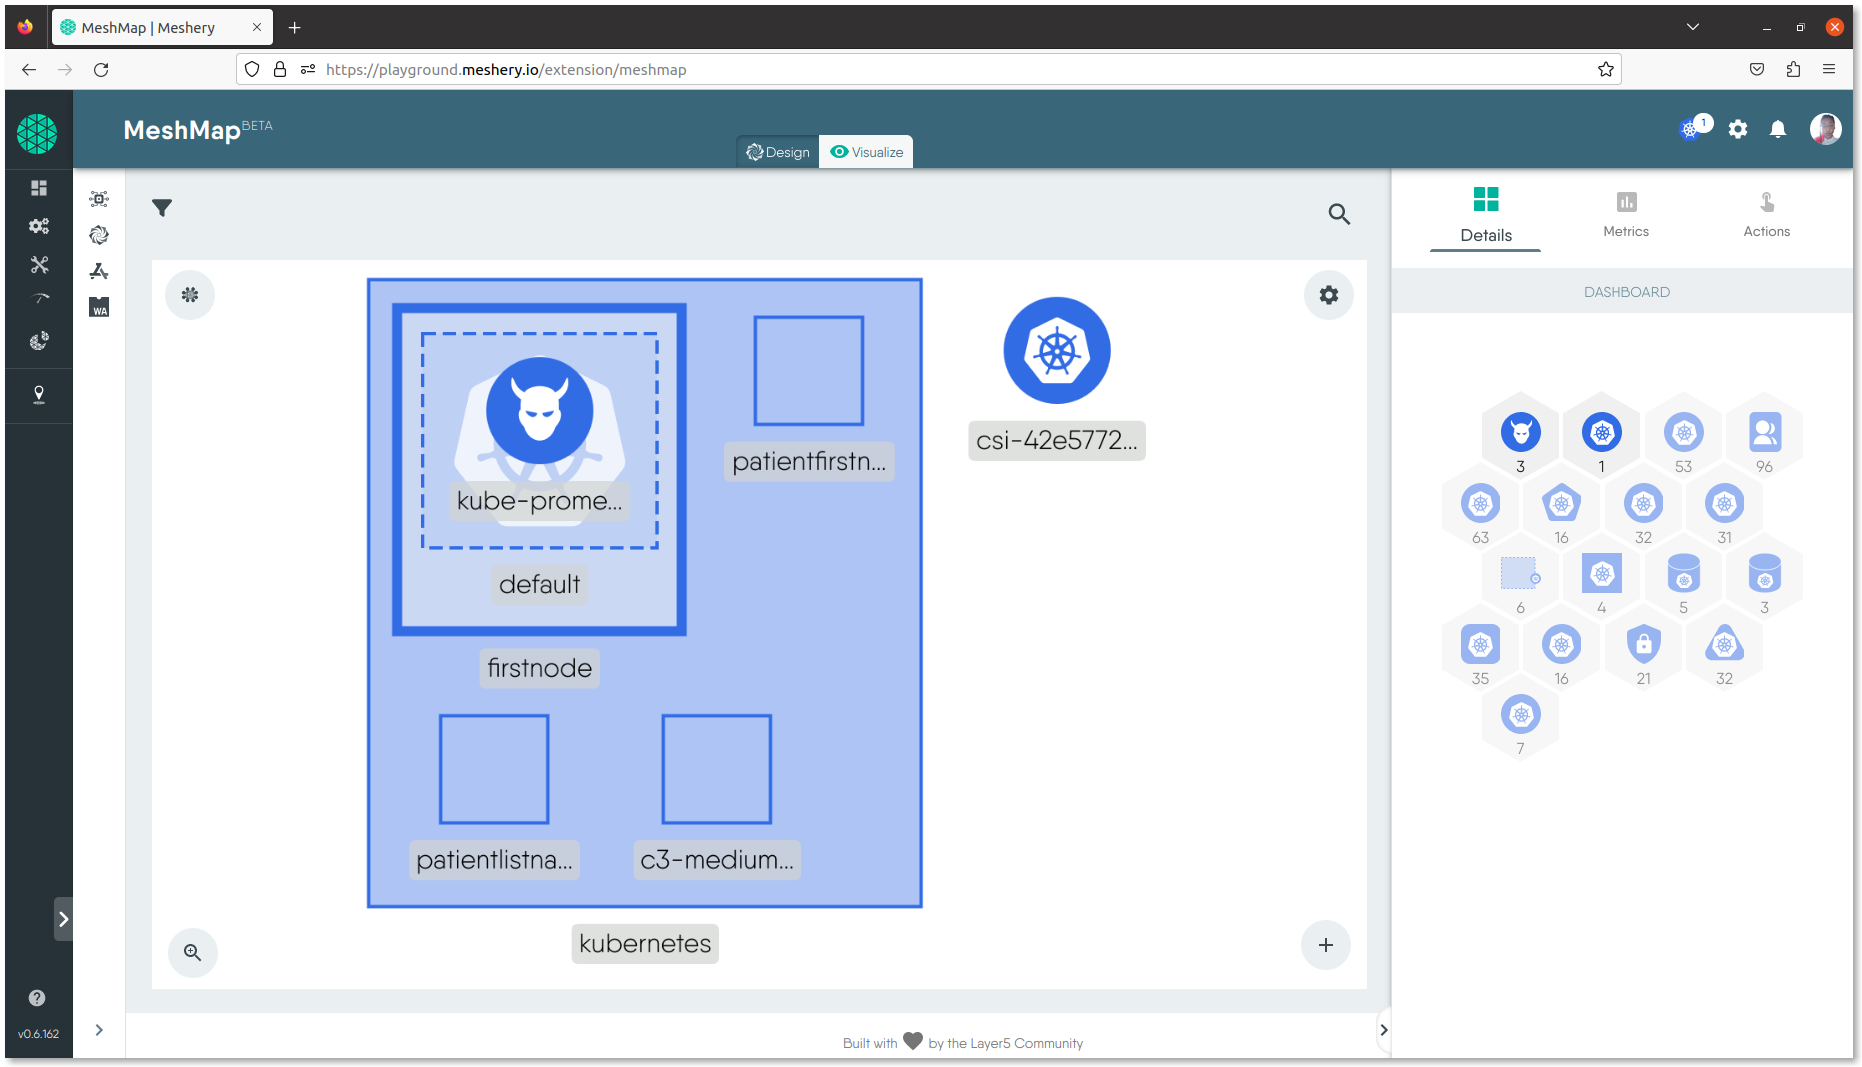 MeshMap | Meshery
https://playground.meshery.io/extension/meshmap
MeshMap BETA
1
Design
Visualize
WA
Details
Metrics
Actions
DASHBOARD
kube-prome...
default
firstnode
patientfirstn...
csi-42e5772...
patientlistna...
c3-medium...
kubernetes
3
1
53
96
63
16
32
31
6
4
5
3
35
16
21
32
7
v0.6.162
Built with by the Layer5 Community